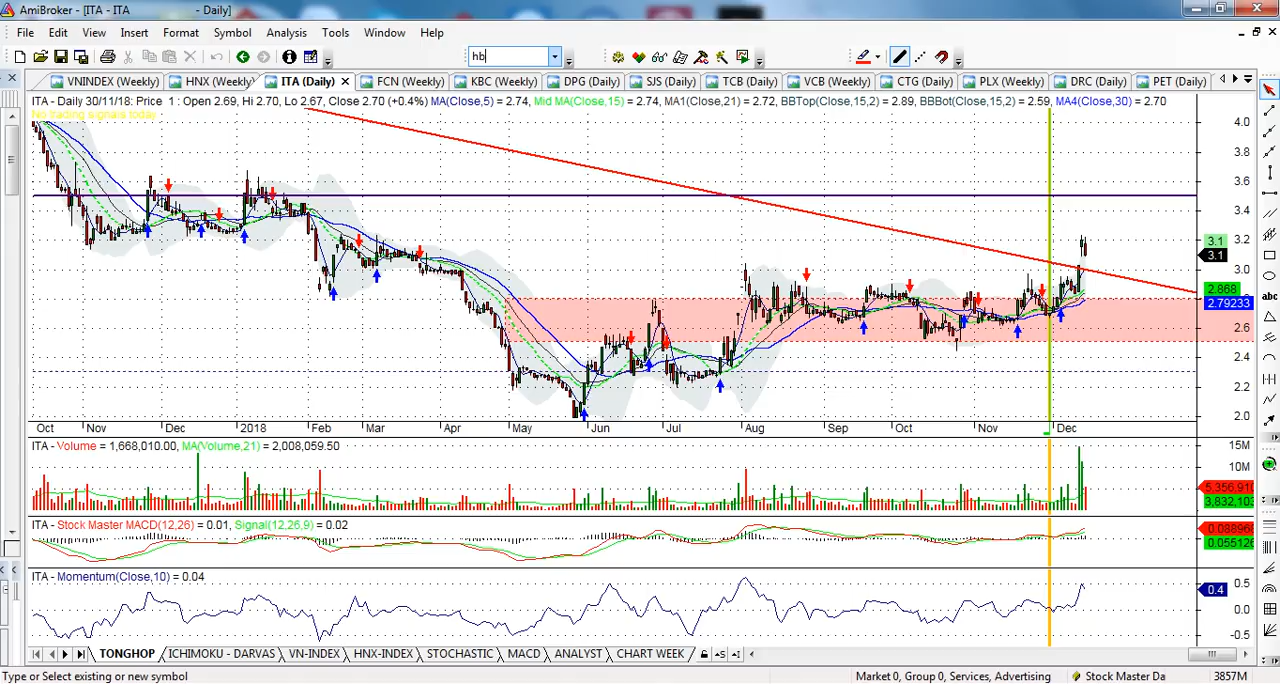 AmiBroker - [ITA - ITA - Daily]
File Edit View Insert Format Symbol Analysis Tools Window Help
hb
VNINDEX (Weekly) HNX (Weekly) ITA (Daily) FCN (Weekly) KBC (Weekly) DPG (Daily) SJS (Daily) TCB (Daily) VCB (Weekly) CTG (Daily) PLX (Weekly) DRC (Daily) PET (Daily)
ITA - Daily 30/11/18: Price 1 : Open 2.69, Hi 2.70, Lo 2.67, Close 2.70 (+0.4%) MA(Close,5) = 2.74, Mid MA(Close,15) = 2.74, MA1(Close,21) = 2.72, BBTop(Close,15,2) = 2.89, BBBot(Close,15,2) = 2.59, MA4(Close,30) = 2.70
No trading signals today
4.0
3.8
3.6
3.4
3.2
3.1
3.1
3.0
2.868
2.79233
2.6
2.4
2.2
2.0
Oct Nov Dec 2018 Feb Mar Apr May Jun Jul Aug Sep Oct Nov Dec
ITA - Volume = 1,668,010.00, MA(Volume,21) = 2,008,059.50
15M
10M
5,356,910
3,832,103
ITA - Stock Master MACD(12,26) = 0.01, Signal(12,26,9) = 0.02
0.088968
0.055126
ITA - Momentum(Close,10) = 0.04
0.5
0.4
0.0
-0.5
TONGHOP ICHIMOKU - DARVAS VN-INDEX HNX-INDEX STOCHASTIC MACD ANALYST CHART WEEK
Type or Select existing or new symbol Market 0, Group 0, Services, Advertising Stock Master Da 3857M
abc